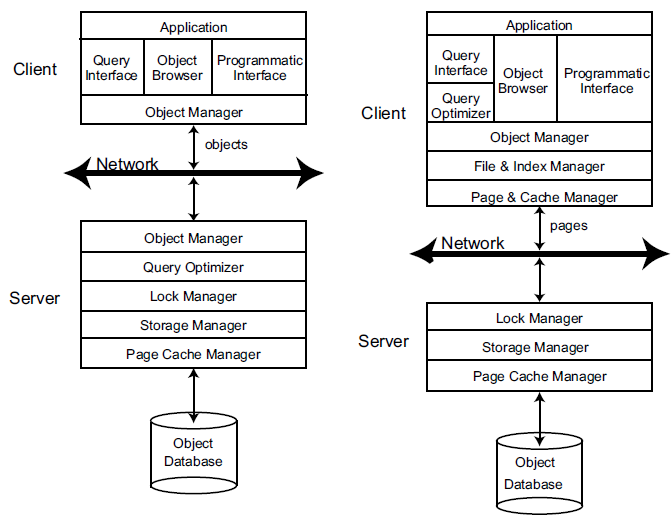 Application
Client
Query
Interface
Object
Browser
Programmatic
Interface
Object Manager
objects
Network
Server
Object Manager
Query Optimizer
Lock Manager
Storage Manager
Page Cache Manager
Object
Database
Application
Client
Query
Interface
Query
Optimizer
Object
Browser
Programmatic
Interface
Object Manager
File & Index Manager
Page & Cache Manager
pages
Network
Server
Lock Manager
Storage Manager
Page Cache Manager
Object
Database